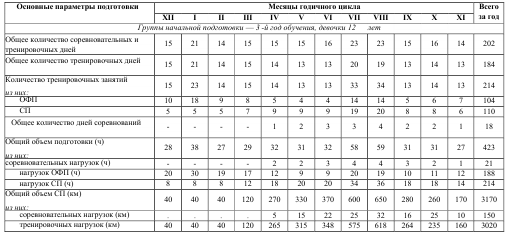 Основные параметры подготовки Месяцы годичного цикла Всего за год
XII I II III IV V VI VII VIII IX X XI
Группы начальной подготовки — 3 -й год обучения, девочки 12 лет
Общее количество соревновательных и тренировочных дней 15 21 14 15 15 15 16 23 23 15 16 14 202
Общее количество тренировочных дней 15 21 14 15 14 13 13 20 19 13 14 13 184
Количество тренировочных занятий 15 23 14 15 14 13 13 33 34 13 14 13 214
из них:
ОФП 10 18 9 8 5 4 4 14 14 5 6 7 104
СП 5 5 5 7 9 9 9 19 20 8 8 6 110
Общее количество дней соревнований - - - - 1 2 3 3 4 2 2 1 18
Общий объем подготовки (ч) 28 38 27 29 32 31 32 58 59 31 31 27 423
из них:
соревновательных нагрузок (ч) - - - - 2 2 3 4 4 3 2 1 21
нагрузок ОФП (ч) 20 30 19 17 12 9 9 20 19 10 11 12 188
нагрузок СП (ч) 8 8 8 12 18 20 20 34 36 18 18 14 214
Общий объем СП (км) 40 40 40 120 270 330 370 600 650 280 260 170 3170
из них:
соревновательных нагрузок (км) . . . . 5 15 22 25 32 16 25 10 150
тренировочных нагрузок (км) 40 40 40 120 265 315 348 575 618 264 235 160 3020